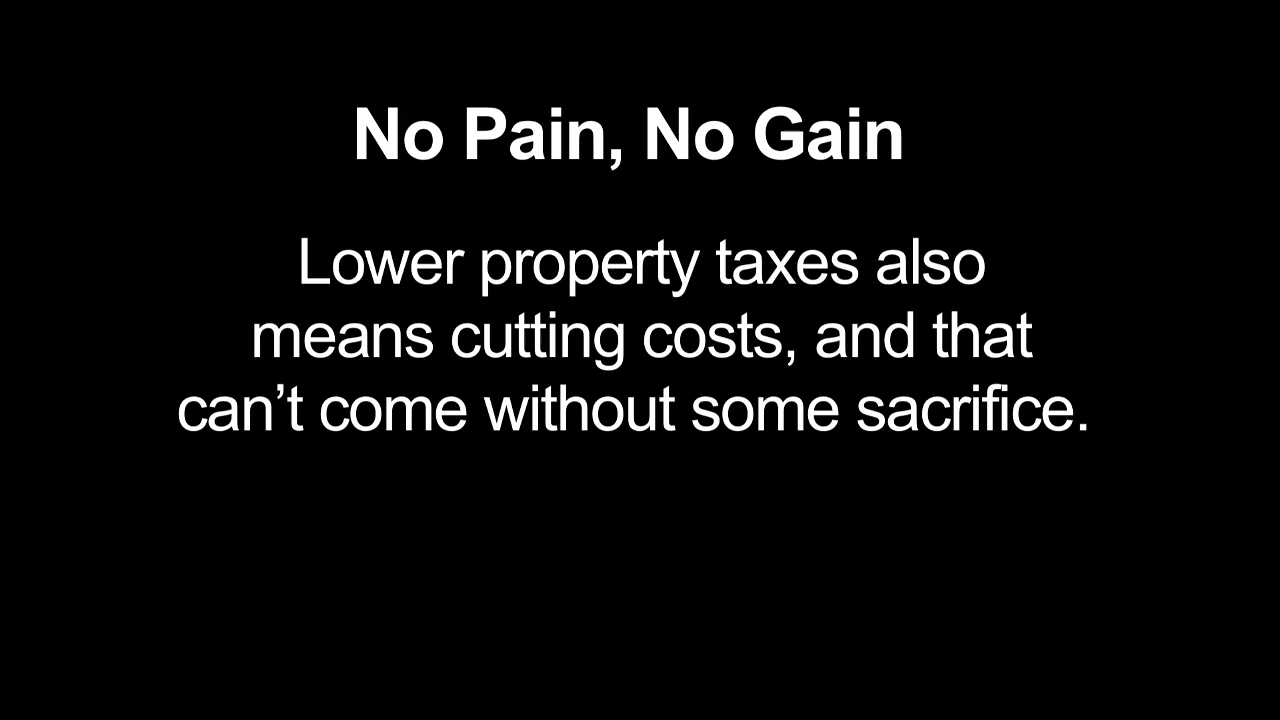 No Pain, No Gain
Lower property taxes also
means cutting costs, and that
can’t come without some sacrifice.